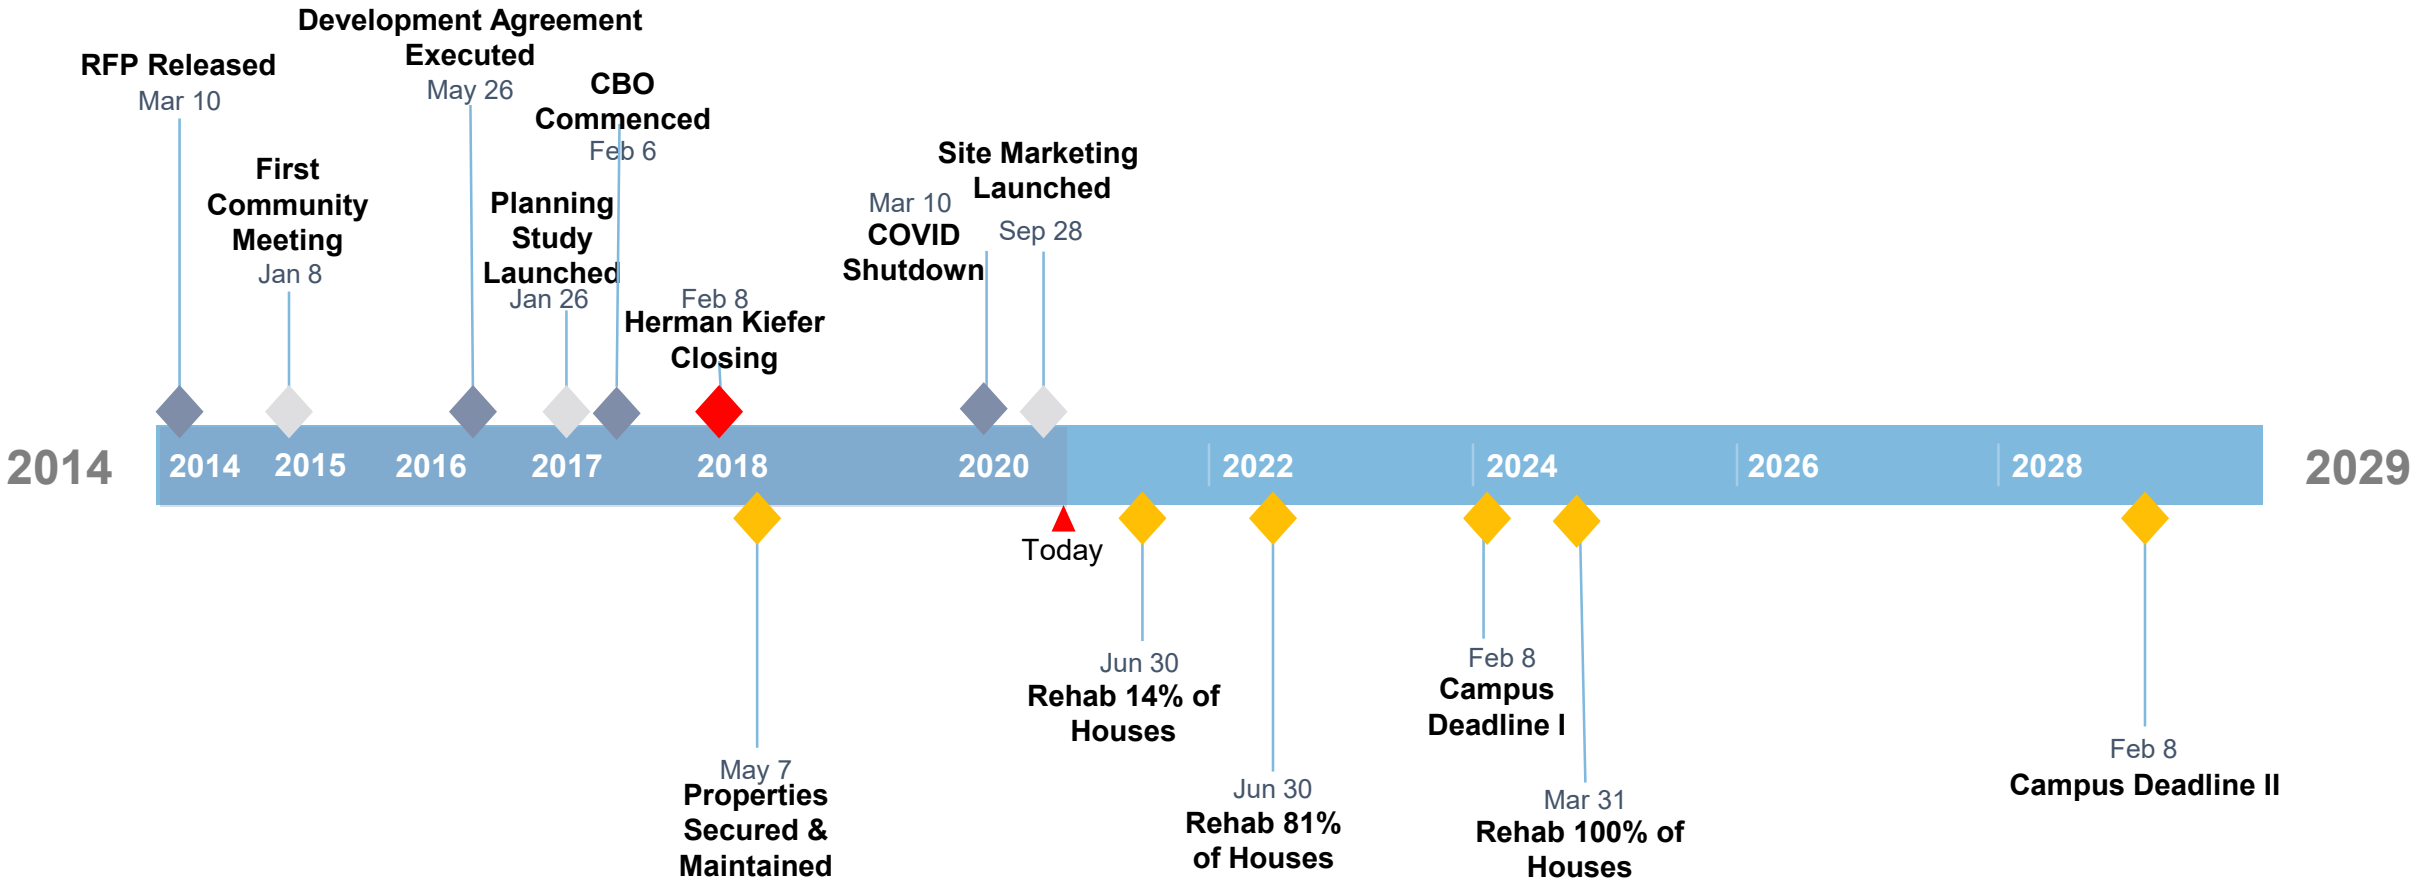 RFP Released
Mar 10
First
Community
Meeting
Jan 8
Development Agreement
Executed
May 26
Planning
Study
Launched
Jan 26
CBO
Commenced
Feb 6
Feb 8
Herman Kiefer
Closing
Mar 10
COVID
Shutdown
Site Marketing
Launched
Sep 28
2014
2014 2015 2016 2017 2018 2020 2022 2024 2026 2028
2029
Today
May 7
Properties
Secured &
Maintained
Jun 30
Rehab 14% of
Houses
Jun 30
Rehab 81%
of Houses
Feb 8
Campus
Deadline I
Mar 31
Rehab 100% of
Houses
Feb 8
Campus Deadline II